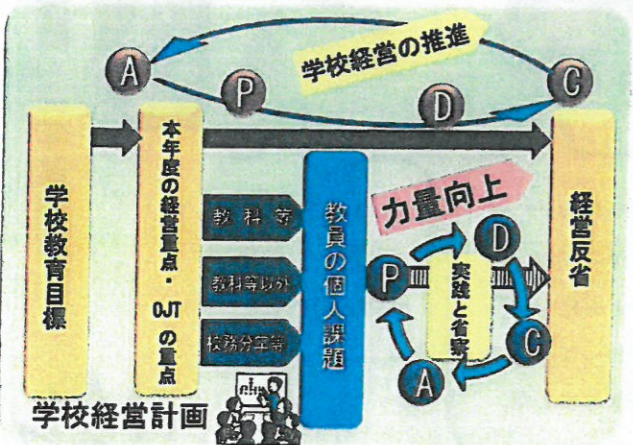 学校経営の推進
A
P
D
C
学校教育目標
本年度の経営重点・
OJTの重点
教科等
教科等以外
校務分掌等
教員の個人課題
力量向上
P
D
C
A
実践と省察
経営反省
学校経営計画